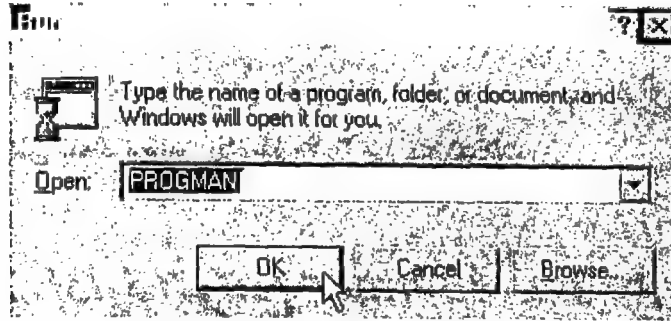 Run
Type the name of a program, folder, or document, and
Windows will open it for you.
Open: PROGMAN
OK Cancel Browse...